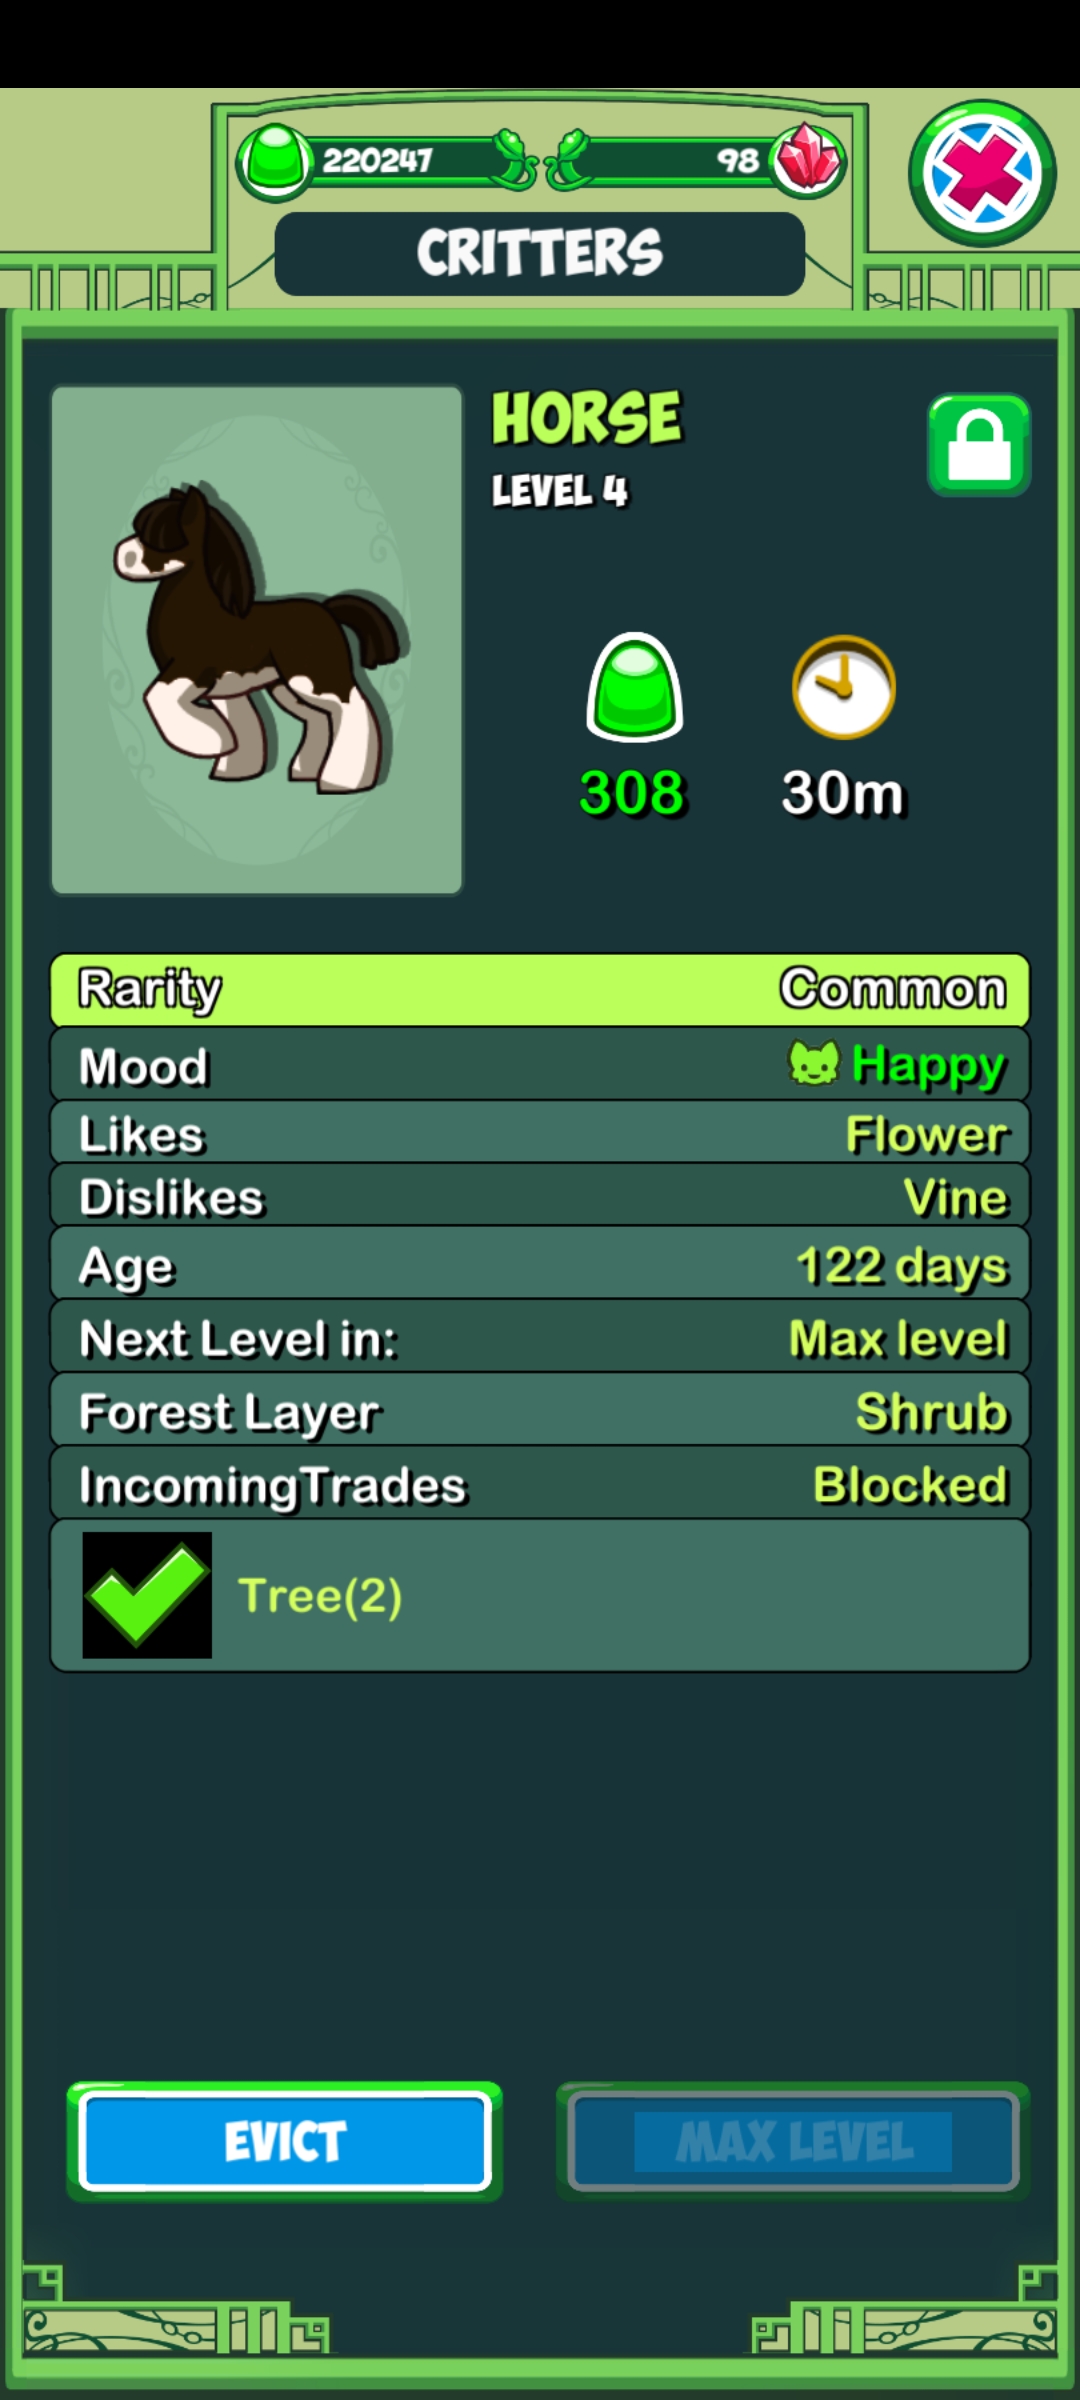 220247 98
CRITTERS
HORSE
LEVEL 4
308 30m
Rarity Common
Mood Happy
Likes Flower
Dislikes Vine
Age 122 days
Next Level in: Max level
Forest Layer Shrub
IncomingTrades Blocked
Tree(2)
EVICT MAX LEVEL